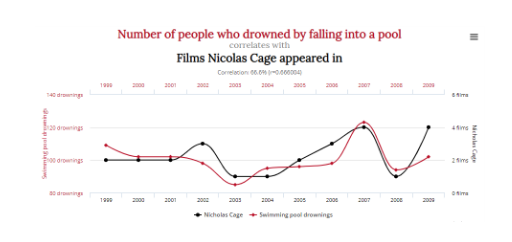 Number of people who drowned by falling into a pool
correlates with
Films Nicolas Cage appeared in
Correlation: 66.6% (r=0.666004)
1999 2000 2001 2002 2003 2004 2005 2006 2007 2008 2009
140 drownings 6 films
120 drownings 4 films
100 drownings 2 films
80 drownings 0 films
Swimming pool drownings
Nicholas Cage
1999 2000 2001 2002 2003 2004 2005 2006 2007 2008 2009
Nicholas Cage Swimming pool drownings